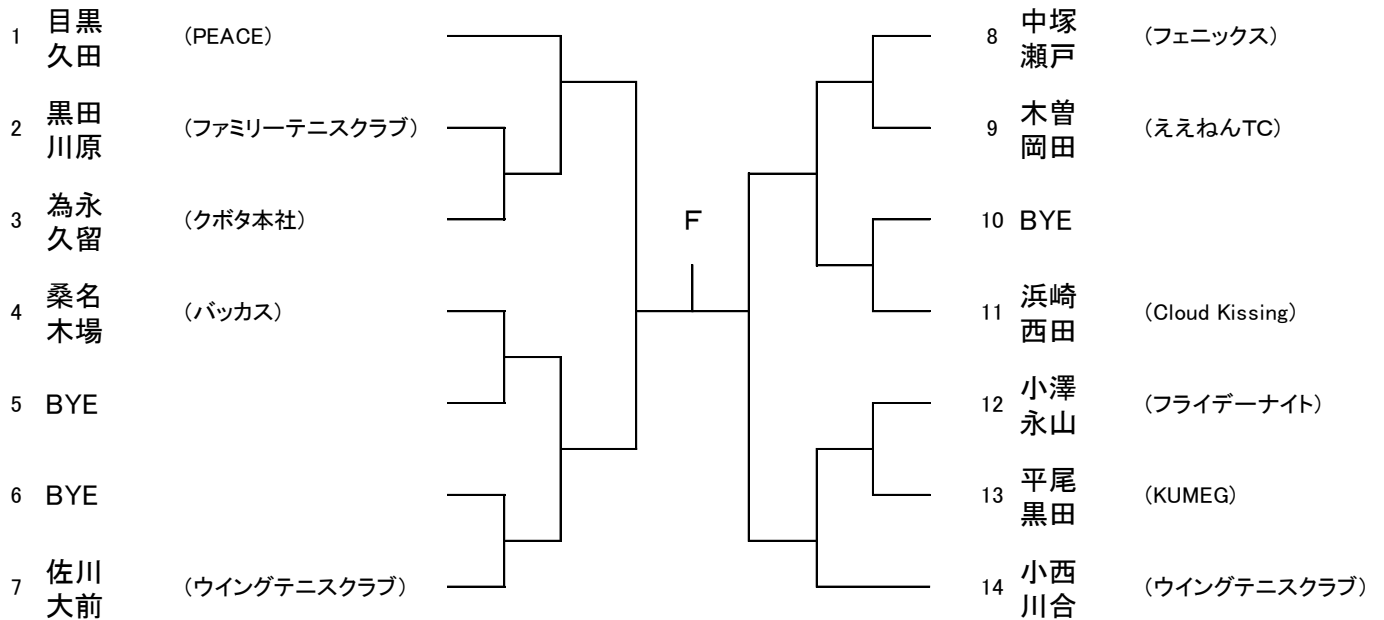 1 目黒 (PEACE)
久田
2 黒田 (ファミリーテニスクラブ)
川原
3 為永 (クボタ本社)
久留
4 桑名 (バッカス)
木場
5 BYE
6 BYE
7 佐川 (ウイングテニスクラブ)
大前
F
8 中塚 (フェニックス)
瀬戸
9 木曽 (ええねんTC)
岡田
10 BYE
11 浜崎 (Cloud Kissing)
西田
12 小澤 (フライデーナイト)
永山
13 平尾 (KUMEG)
黒田
14 小西 (ウイングテニスクラブ)
川合